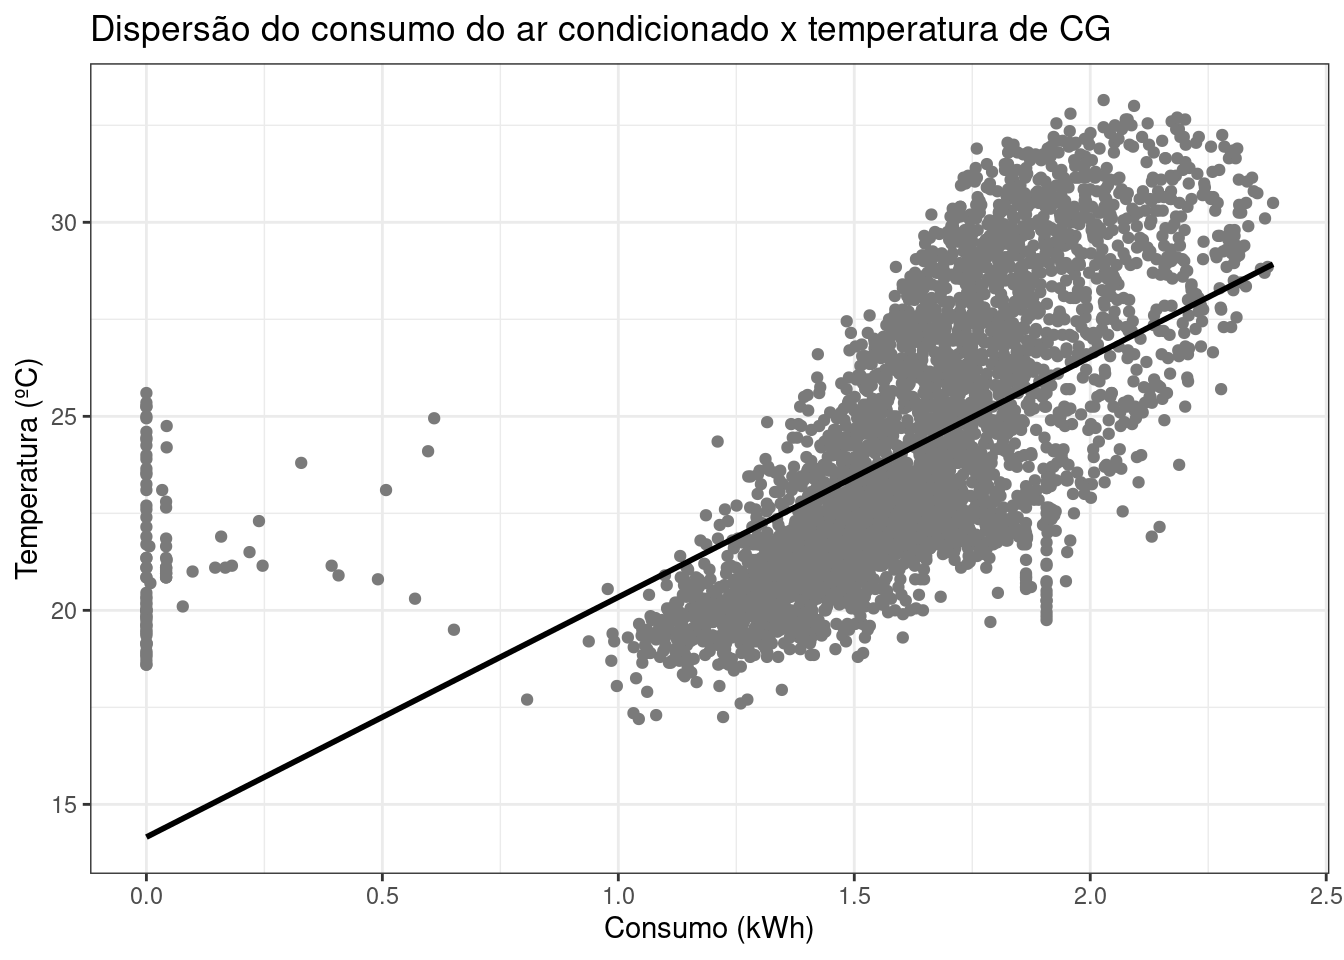 Dispersão do consumo do ar condicionado x temperatura de CG
Temperatura (ºC)
30
25
20
15
0.0 0.5 1.0 1.5 2.0 2.5
Consumo (kWh)